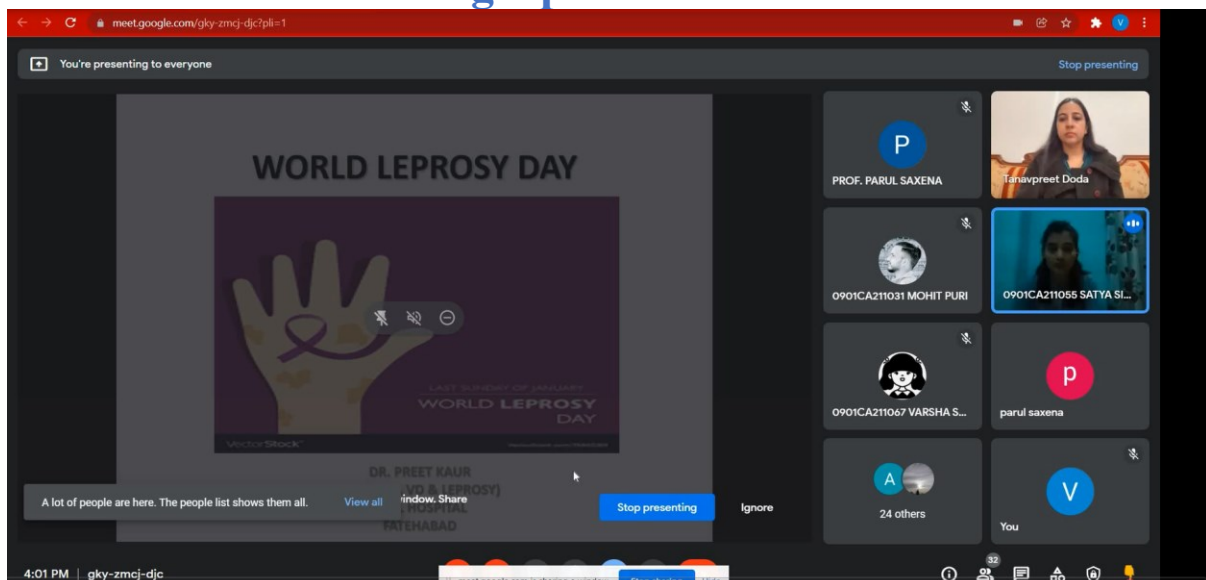 meet.google.com/gky-zmcj-djc?pli=1
V
You're presenting to everyone
Stop presenting
WORLD LEPROSY DAY
LAST SUNDAY OF JANUARY
WORLD LEPROSY
DAY
VectorStock
DR. PREET KAUR
VD & LEPROSY)
HOSPITAL
FATEHABAD
A lot of people are here. The people list shows them all.
View all
indow. Share
Stop presenting
Ignore
P
PROF. PARUL SAXENA
Tanavpreet Doda
0901CA211031 MOHIT PURI
0901CA211055 SATYA SI...
0901CA211067 VARSHA S...
p
parul saxena
A
24 others
V
You
4:01 PM | gky-zmcj-djc
32